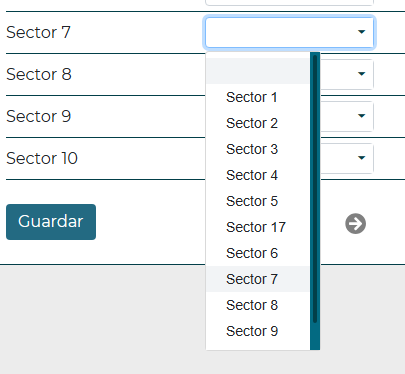 Sector 7
Sector 8
Sector 9
Sector 10
Guardar
Sector 1
Sector 2
Sector 3
Sector 4
Sector 5
Sector 17
Sector 6
Sector 7
Sector 8
Sector 9